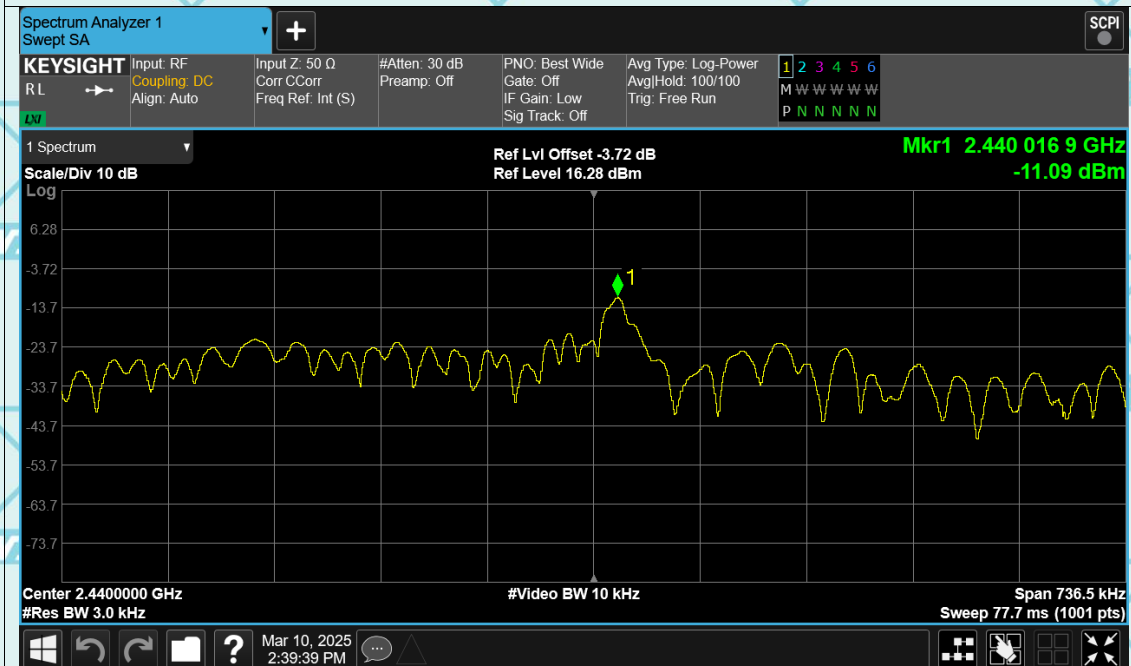 Spectrum Analyzer 1
Swept SA
+
SCPI
KEYSIGHT
RL
LXI
Input: RF
Coupling: DC
Align: Auto
Input Z: 50 Ω
Corr CCorr
Freq Ref: Int (S)
#Atten: 30 dB
Preamp: Off
PNO: Best Wide
Gate: Off
IF Gain: Low
Sig Track: Off
Avg Type: Log-Power
Avg|Hold: 100/100
Trig: Free Run
1 2 3 4 5 6
M W W W W W
P N N N N N
1 Spectrum
Scale/Div 10 dB
Log
Ref Lvl Offset -3.72 dB
Ref Level 16.28 dBm
Mkr1 2.440 016 9 GHz
-11.09 dBm
6.28
-3.72
1
-13.7
-23.7
-33.7
-43.7
-53.7
-63.7
-73.7
Center 2.4400000 GHz
#Res BW 3.0 kHz
#Video BW 10 kHz
Span 736.5 kHz
Sweep 77.7 ms (1001 pts)
?
Mar 10, 2025
2:39:39 PM